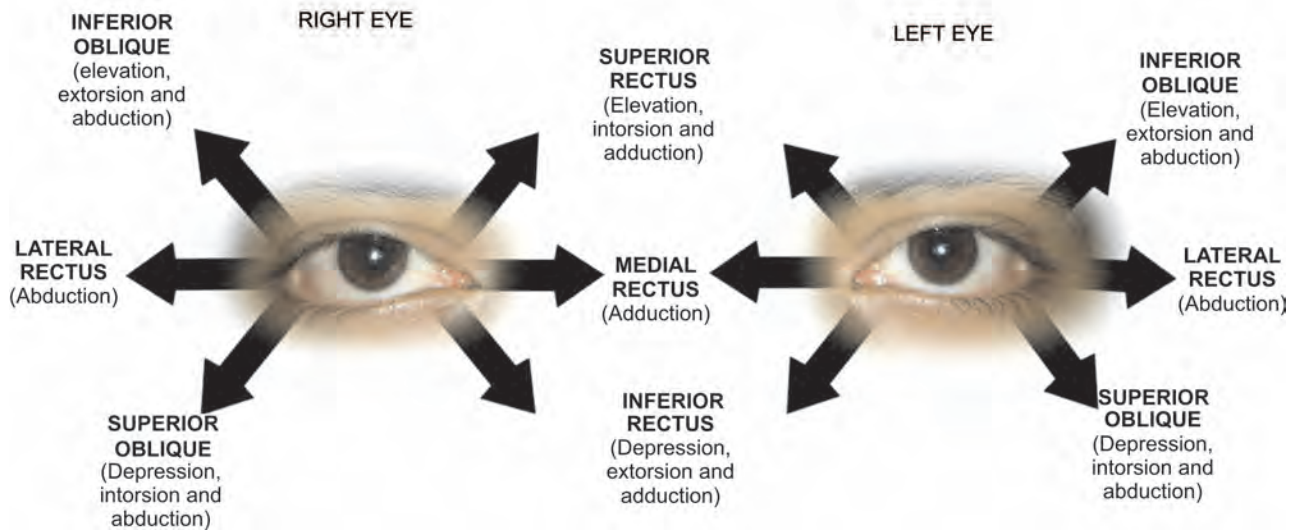 RIGHT EYE
LEFT EYE
INFERIOR
OBLIQUE
(elevation,
extorsion and
abduction)
SUPERIOR
RECTUS
(Elevation,
intorsion and
adduction)
INFERIOR
OBLIQUE
(Elevation,
extorsion and
abduction)
LATERAL
RECTUS
(Abduction)
MEDIAL
RECTUS
(Adduction)
LATERAL
RECTUS
(Abduction)
SUPERIOR
OBLIQUE
(Depression,
intorsion and
abduction)
INFERIOR
RECTUS
(Depression,
extorsion and
adduction)
SUPERIOR
OBLIQUE
(Depression,
intorsion and
abduction)